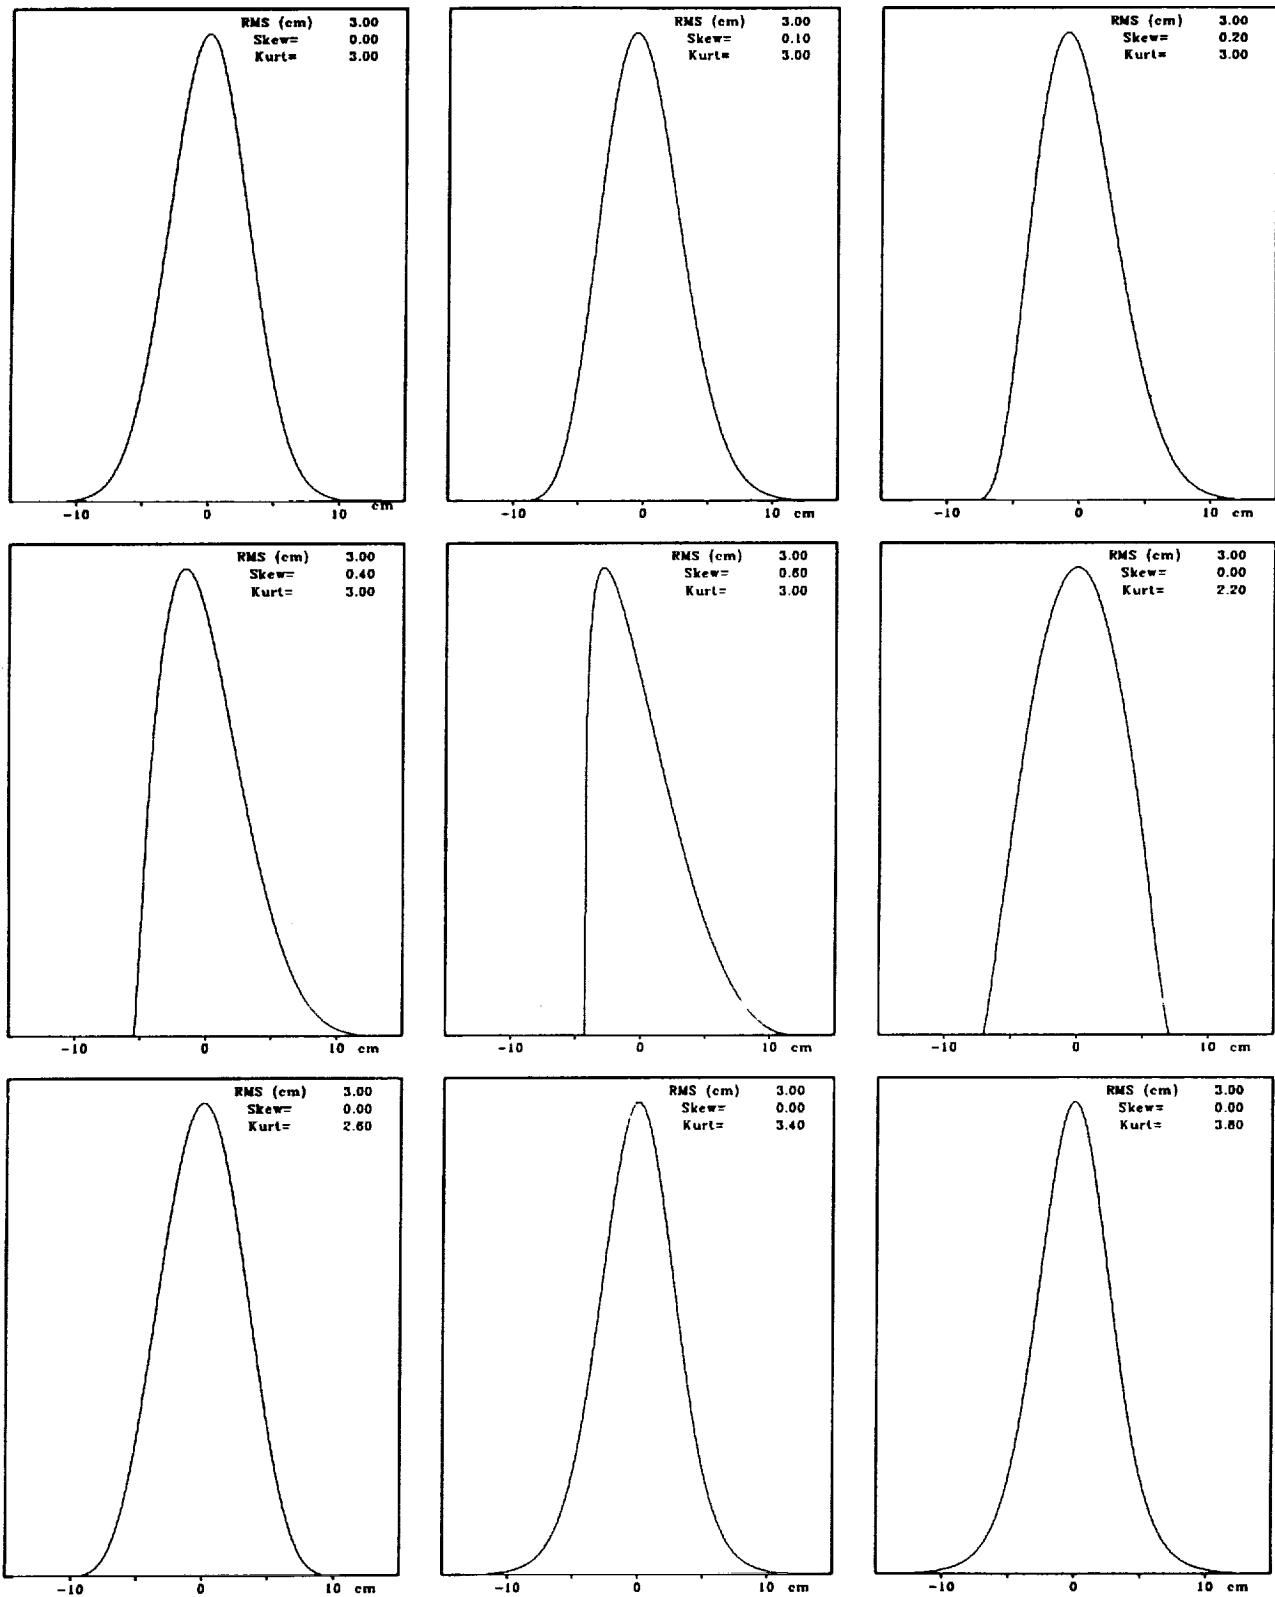 RMS (cm) 3.00
Skew= 0.00
Kurt= 3.00
-10 0 10 cm
RMS (cm) 3.00
Skew= 0.10
Kurt= 3.00
-10 0 10 cm
RMS (cm) 3.00
Skew= 0.20
Kurt= 3.00
-10 0 10 cm
RMS (cm) 3.00
Skew= 0.40
Kurt= 3.00
-10 0 10 cm
RMS (cm) 3.00
Skew= 0.60
Kurt= 3.00
-10 0 10 cm
RMS (cm) 3.00
Skew= 0.00
Kurt= 2.20
-10 0 10 cm
RMS (cm) 3.00
Skew= 0.00
Kurt= 2.60
-10 0 10 cm
RMS (cm) 3.00
Skew= 0.00
Kurt= 3.40
-10 0 10 cm
RMS (cm) 3.00
Skew= 0.00
Kurt= 3.80
-10 0 10 cm